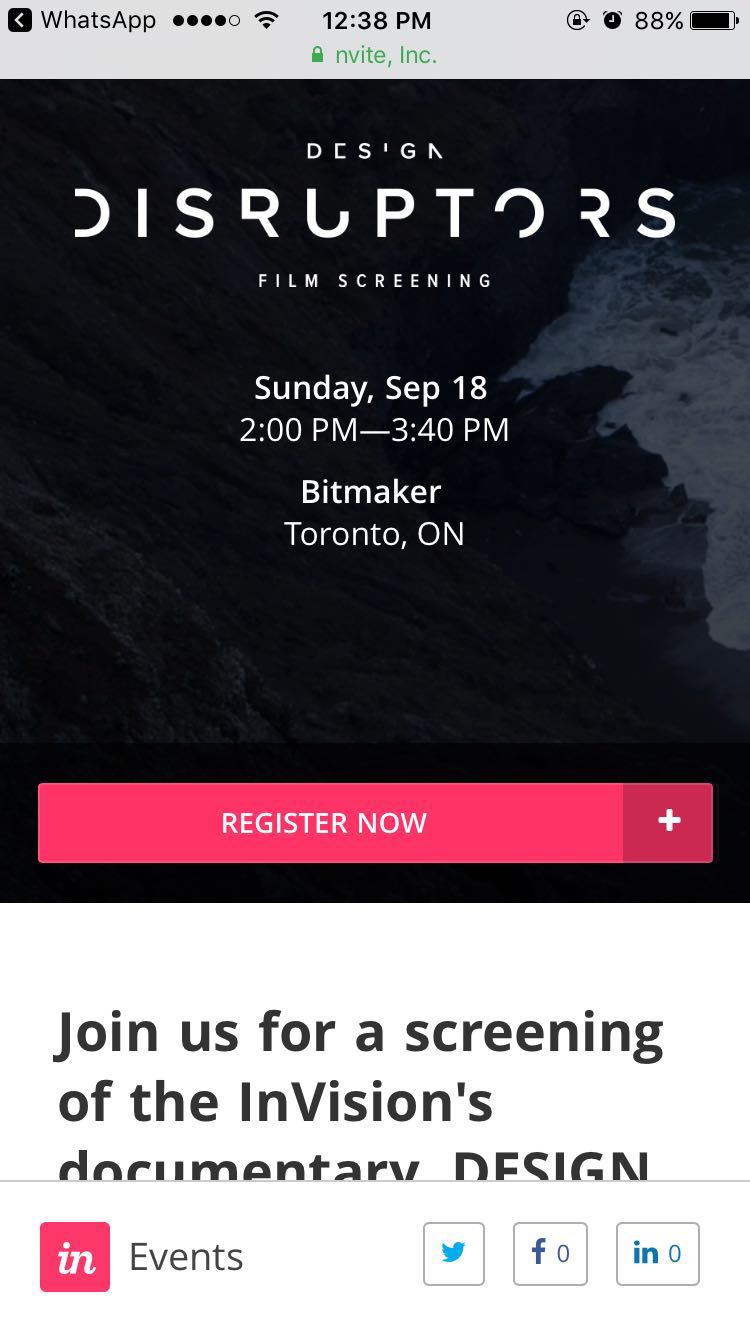 WhatsApp 12:38 PM 88%
nvite, Inc.
DESIGN
DISRUPTORS
FILM SCREENING
Sunday, Sep 18
2:00 PM—3:40 PM
Bitmaker
Toronto, ON
REGISTER NOW +
Join us for a screening
of the InVision's
documentary, DESIGN
in Events f 0 in 0